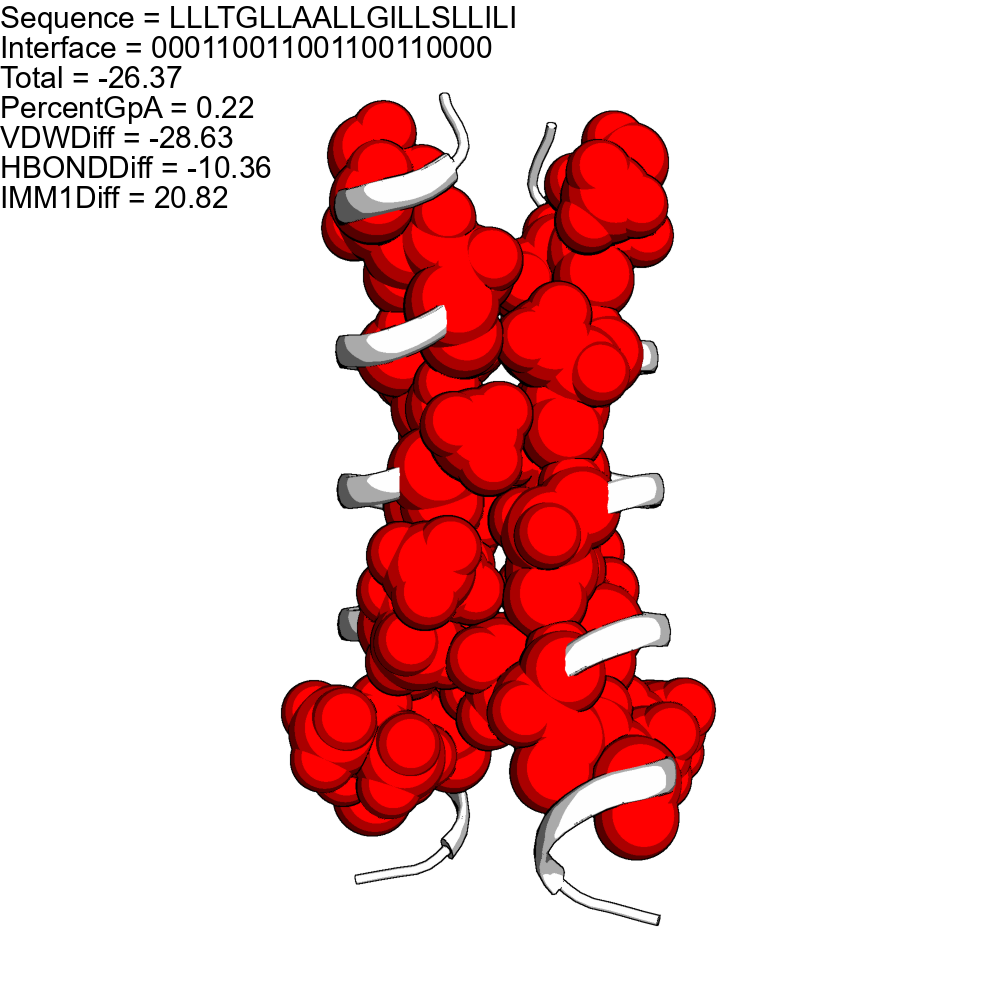 Sequence = LLLTGLLAALLGILLSLLILI
Interface = 000110011001100110000
Total = -26.37
PercentGpA = 0.22
VDWDiff = -28.63
HBONDDiff = -10.36
IMM1Diff = 20.82